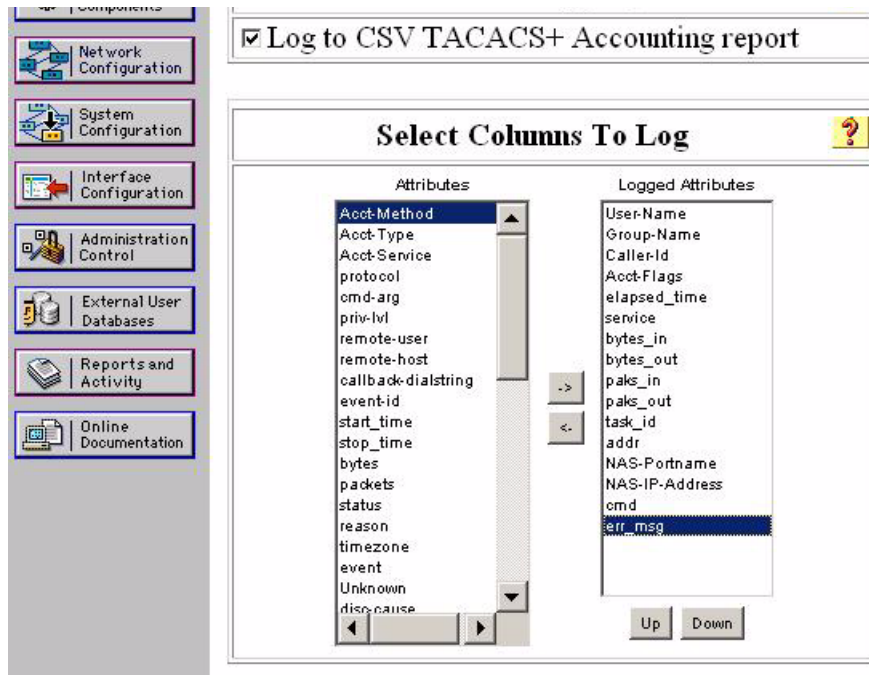 Components
Network
Configuration
System
Configuration
Interface
Configuration
Administration
Control
External User
Databases
Reports and
Activity
Online
Documentation
Log to CSV TACACS+ Accounting report
Select Columns To Log
?
Attributes
Acct-Method
Acct-Type
Acct-Service
protocol
cmd-arg
priv-lvl
remote-user
remote-host
callback-dialstring
event-id
start_time
stop_time
bytes
packets
status
reason
timezone
event
Unknown
disc-cause
->
<-
Logged Attributes
User-Name
Group-Name
Caller-Id
Acct-Flags
elapsed_time
service
bytes_in
bytes_out
paks_in
paks_out
task_id
addr
NAS-Portname
NAS-IP-Address
cmd
err_msg
Up Down